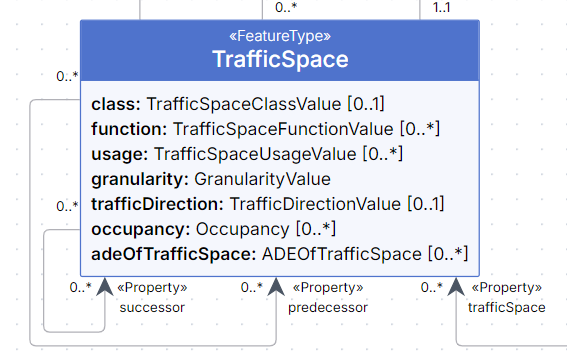 0..*
1..1
«FeatureType»
TrafficSpace
0..*
class: TrafficSpaceClassValue [0..1]
function: TrafficSpaceFunctionValue [0..*]
usage: TrafficSpaceUsageValue [0..*]
granularity: GranularityValue
0..*
trafficDirection: TrafficDirectionValue [0..1]
occupancy: Occupancy [0..*]
adeOfTrafficSpace: ADEOfTrafficSpace [0..*]
0..* «Property» 0..* «Property» 0..* «Property»
successor predecessor trafficSpace